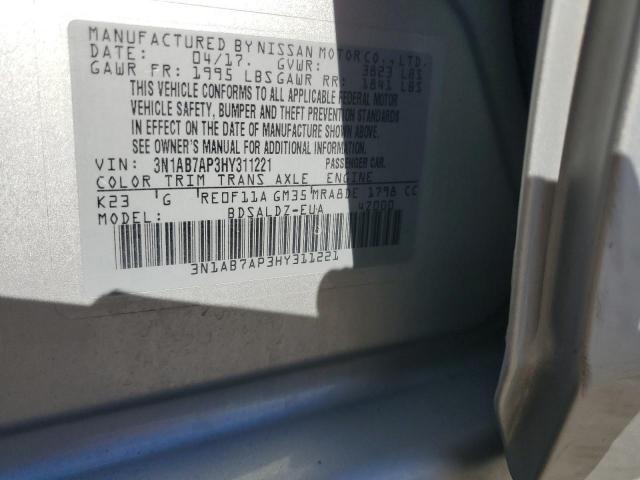 MANUFACTURED BY NISSAN MOTOR CO., LTD.
DATE: 04/17. GVWR: 3823 LBS
GAWR FR: 1995 LBS GAWR RR: 1841 LBS
THIS VEHICLE CONFORMS TO ALL APPLICABLE FEDERAL MOTOR
VEHICLE SAFETY, BUMPER AND THEFT PREVENTION STANDARDS
IN EFFECT ON THE DATE OF MANUFACTURE SHOWN ABOVE.
SEE OWNER'S MANUAL FOR ADDITIONAL INFORMATION.
VIN: 3N1AB7AP3HY311221 PASSENGER CAR.
COLOR TRIM TRANS AXLE ENGINE
K23 G RE0F11A GM35 MRA8DE 1798 CC
MODEL: BDSALDZ-EUA 47000
3N1AB7AP3HY311221